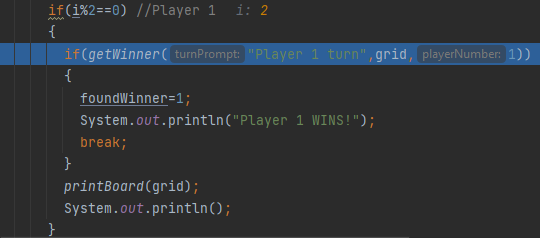 if(i%2==0) //Player 1 i: 2
{
if(getWinner( turnPrompt: "Player 1 turn",grid, playerNumber: 1))
{
foundWinner=1;
System.out.println("Player 1 WINS!");
break;
}
printBoard(grid);
System.out.println();
}